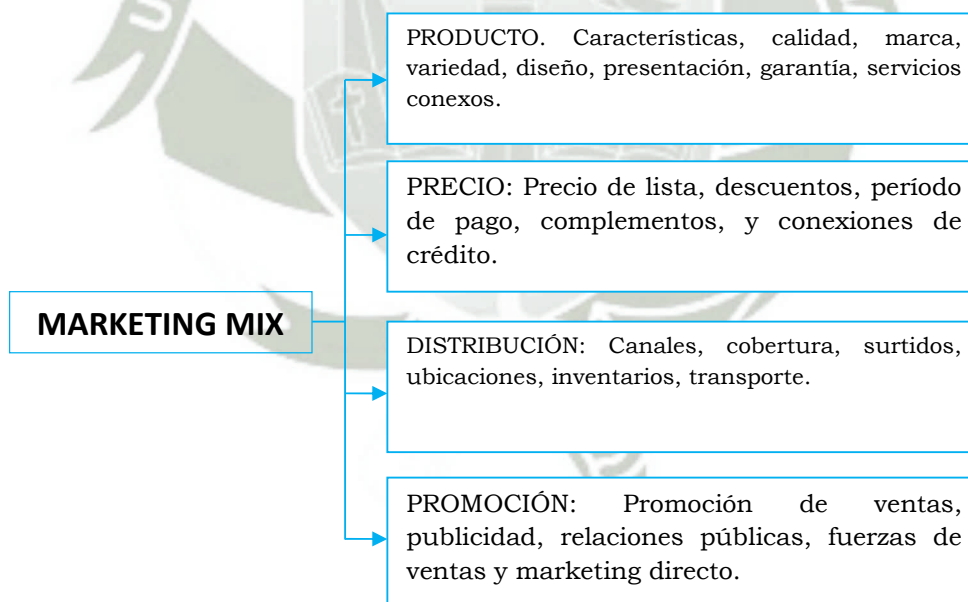 PRODUCTO. Características, calidad, marca,
variedad, diseño, presentación, garantía, servicios
conexos.
PRECIO: Precio de lista, descuentos, período
de pago, complementos, y conexiones de
crédito.
MARKETING MIX
DISTRIBUCIÓN: Canales, cobertura, surtidos,
ubicaciones, inventarios, transporte.
PROMOCIÓN: Promoción de ventas,
publicidad, relaciones públicas, fuerzas de
ventas y marketing directo.